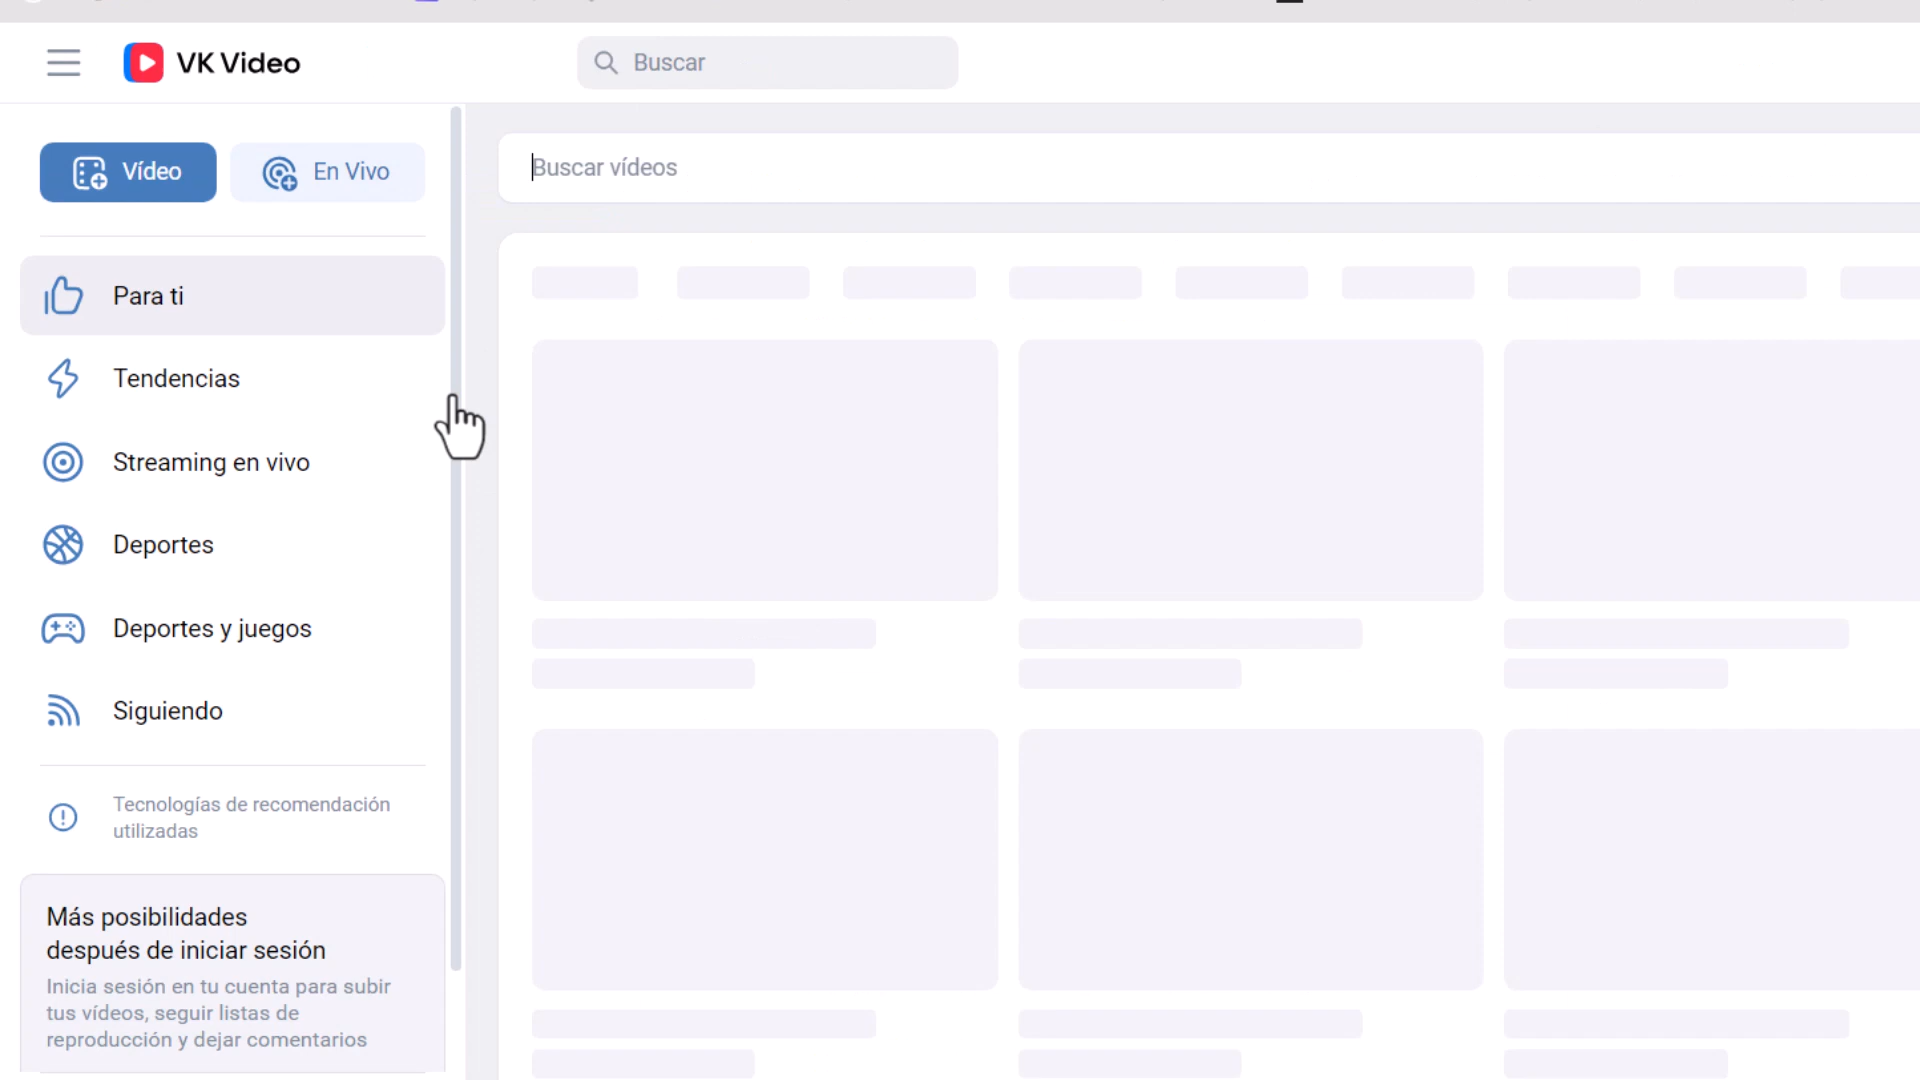 VK Video
Buscar
Vídeo
En Vivo
Buscar vídeos
Para ti
Tendencias
Streaming en vivo
Deportes
Deportes y juegos
Siguiendo
Tecnologías de recomendación
utilizadas
Más posibilidades
después de iniciar sesión
Inicia sesión en tu cuenta para subir
tus vídeos, seguir listas de
reproducción y dejar comentarios